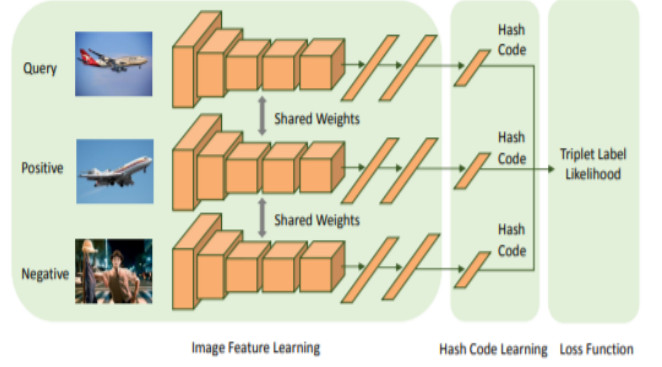 Query
Hash
Code
Shared Weights
Positive
Hash
Code
Triplet Label
Likelihood
Shared Weights
Negative
Hash
Code
Image Feature Learning
Hash Code Learning
Loss Function